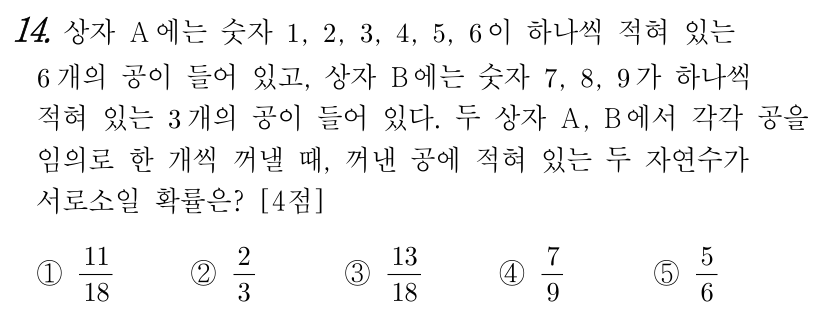 14. 상자 A에는 숫자 1, 2, 3, 4, 5, 6이 하나씩 적혀 있는
6개의 공이 들어 있고, 상자 B에는 숫자 7, 8, 9가 하나씩
적혀 있는 3개의 공이 들어 있다. 두 상자 A, B에서 각각 공을
임의로 한 개씩 꺼낼 때, 꺼낸 공에 적혀 있는 두 자연수가
서로소일 확률은? [4점]
① 11/18 ② 2/3 ③ 13/18 ④ 7/9 ⑤ 5/6